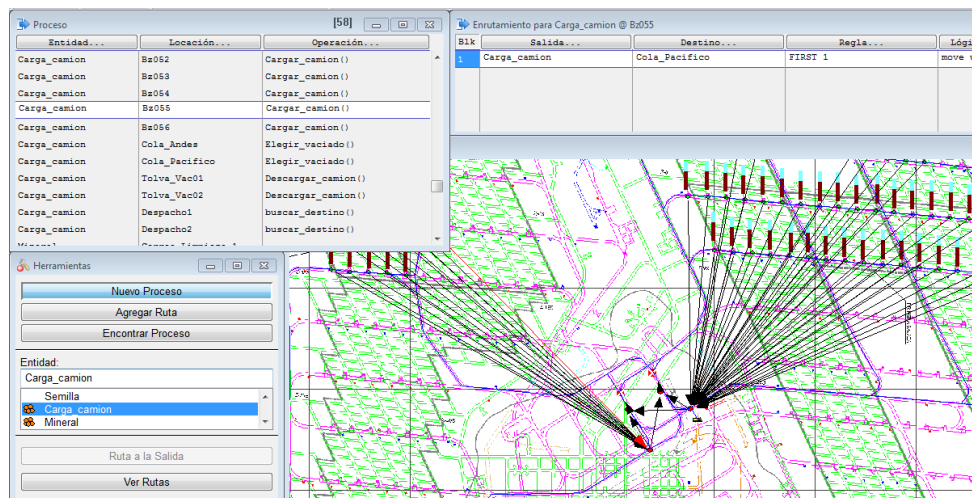 Proceso [58]
Entidad... Locación... Operación...
Carga_camion Bz052 Cargar_camion()
Carga_camion Bz053 Cargar_camion()
Carga_camion Bz054 Cargar_camion()
Carga_camion Bz055 Cargar_camion()
Carga_camion Bz056 Cargar_camion()
Carga_camion Cola_Andes Elegir_vaciado()
Carga_camion Cola_Pacifico Elegir_vaciado()
Carga_camion Tolva_Vac01 Descargar_camion()
Carga_camion Tolva_Vac02 Descargar_camion()
Carga_camion Despacho1 buscar_destino()
Carga_camion Despacho2 buscar_destino()
Enrutamiento para Carga_camion @ Bz055
Blk Salida... Destino... Regla... Lógi
1 Carga_camion Cola_Pacifico FIRST 1 move
Herramientas
Nuevo Proceso
Agregar Ruta
Encontrar Proceso
Entidad:
Carga_camion
Semilla
Carga_camion
Mineral
Ruta a la Salida
Ver Rutas